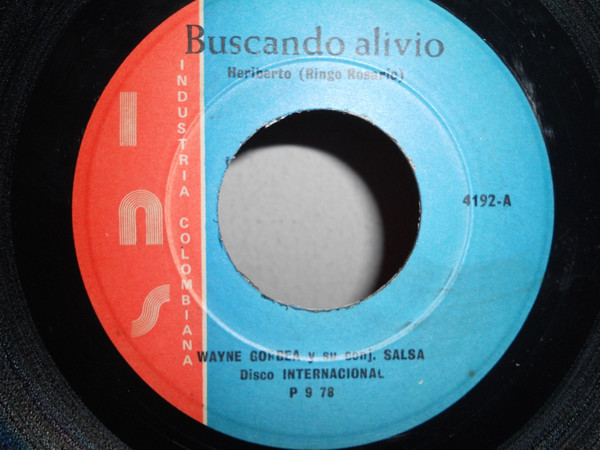 Buscando alivio
Heriberto (Ringo Rosario)
INS
INDUSTRIA COLOMBIANA
4192-A
WAYNE GORBEA y su conj. SALSA
Disco INTERNACIONAL
P 9 78